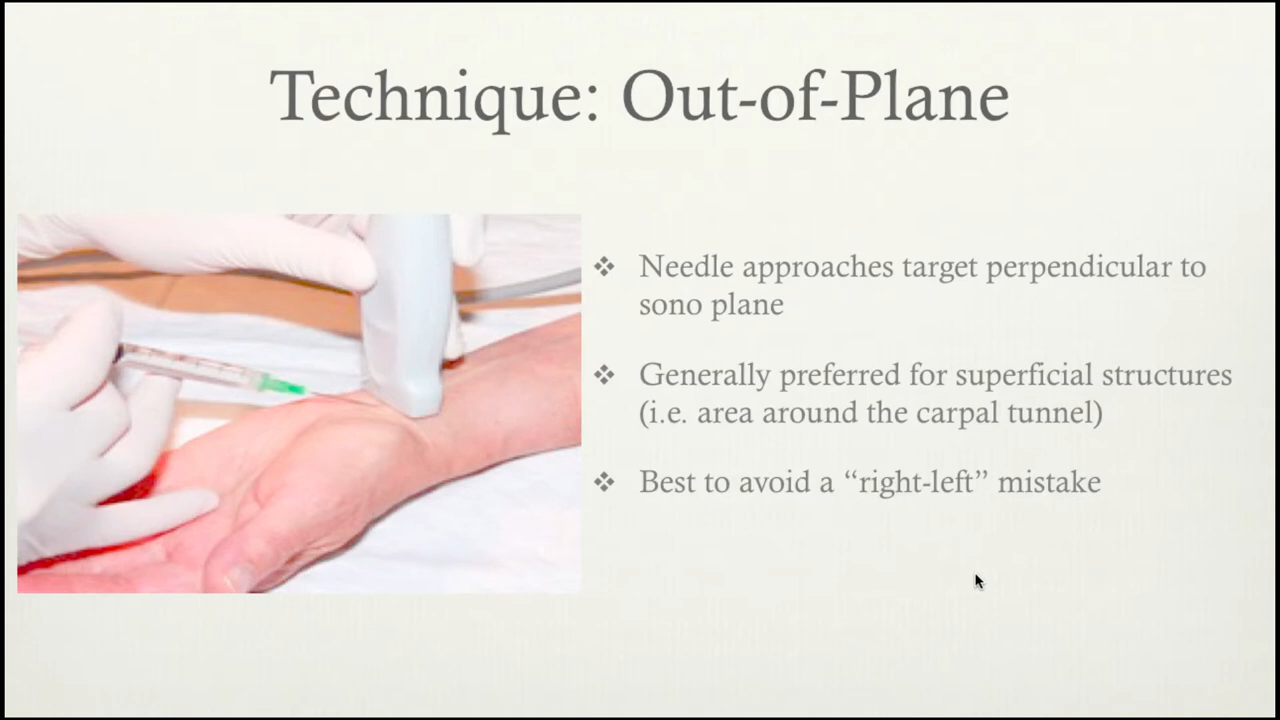 Technique: Out-of-Plane
Needle approaches target perpendicular to
sono plane
Generally preferred for superficial structures
(i.e. area around the carpal tunnel)
Best to avoid a “right-left” mistake